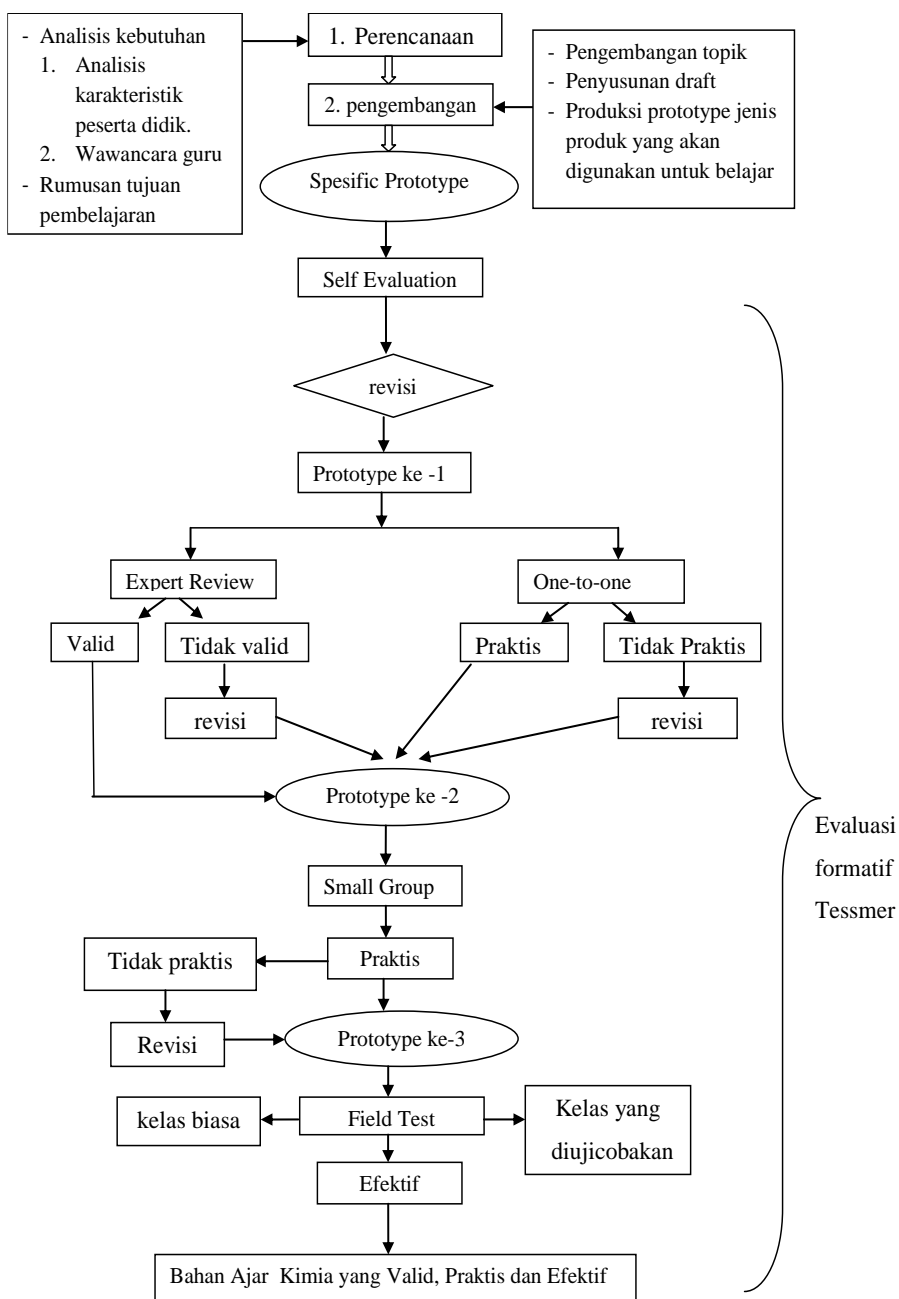 - Analisis kebutuhan
1. Analisis
karakteristik
peserta didik.
2. Wawancara guru
- Rumusan tujuan
pembelajaran
1. Perencanaan
2. pengembangan
- Pengembangan topik
- Penyusunan draft
- Produksi prototype jenis
produk yang akan
digunakan untuk belajar
Spesific Prototype
Self Evaluation
revisi
Prototype ke -1
Expert Review
One-to-one
Valid
Tidak valid
Praktis
Tidak Praktis
revisi
revisi
Prototype ke -2
Small Group
Tidak praktis
Praktis
Revisi
Prototype ke-3
kelas biasa
Field Test
Kelas yang
diujicobakan
Efektif
Bahan Ajar Kimia yang Valid, Praktis dan Efektif
Evaluasi
formatif
Tessmer